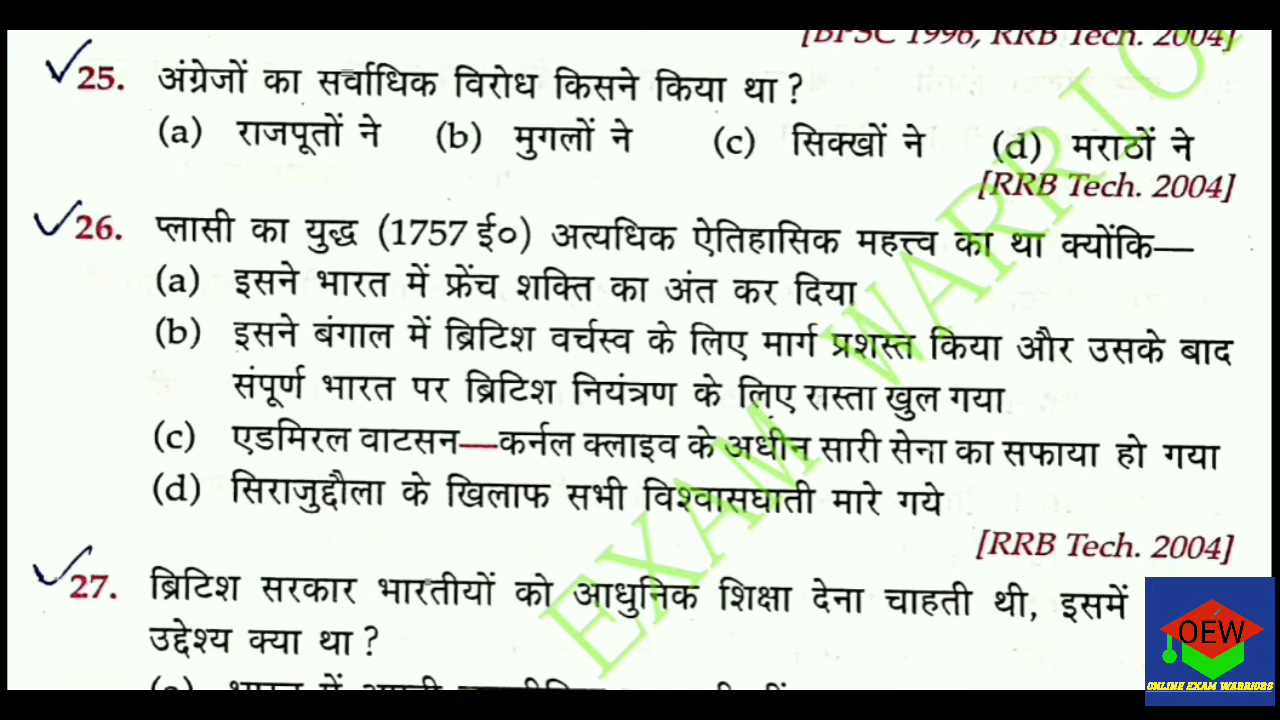 [BPSC 1996, RRB Tech. 2004]
25. अंग्रेजों का सर्वाधिक विरोध किसने किया था ?
(a) राजपूतों ने (b) मुगलों ने (c) सिक्खों ने (d) मराठों ने
[RRB Tech. 2004]
26. प्लासी का युद्ध (1757 ई०) अत्यधिक ऐतिहासिक महत्त्व का था क्योंकि—
(a) इसने भारत में फ्रेंच शक्ति का अंत कर दिया
(b) इसने बंगाल में ब्रिटिश वर्चस्व के लिए मार्ग प्रशस्त किया और उसके बाद
संपूर्ण भारत पर ब्रिटिश नियंत्रण के लिए रास्ता खुल गया
(c) एडमिरल वाटसन—कर्नल क्लाइव के अधीन सारी सेना का सफाया हो गया
(d) सिराजुद्दौला के खिलाफ सभी विश्वासघाती मारे गये
[RRB Tech. 2004]
27. ब्रिटिश सरकार भारतीयों को आधुनिक शिक्षा देना चाहती थी, इसमें
उद्देश्य क्या था ?
EXAM WARRIO
OEW
ONLINE EXAM WARRIORS